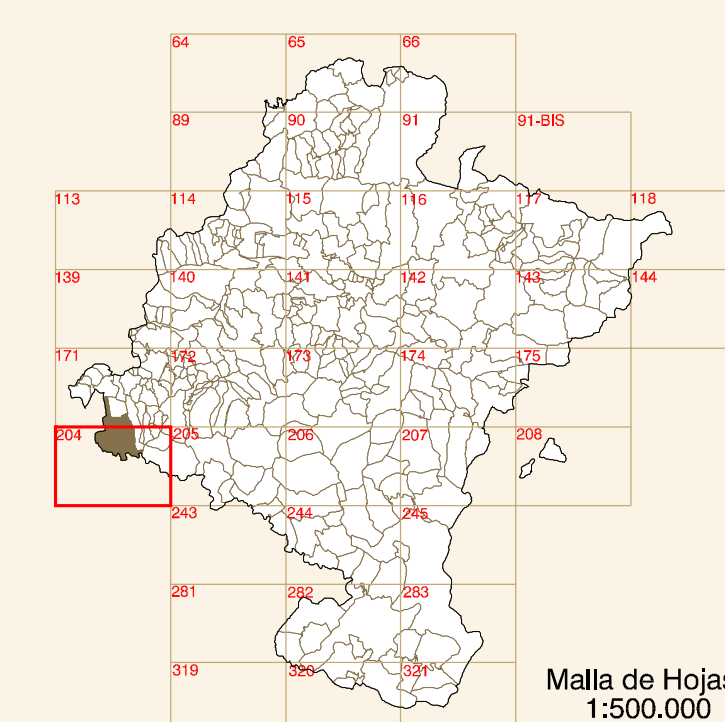 64 65 66
89 90 91 91-BIS
113 114 115 116 117 118
139 140 141 142 143 144
171 172 173 174 175
204 205 206 207 208
243 244 245
281 282 283
319 320 321
Malla de Hojas
1:500.000